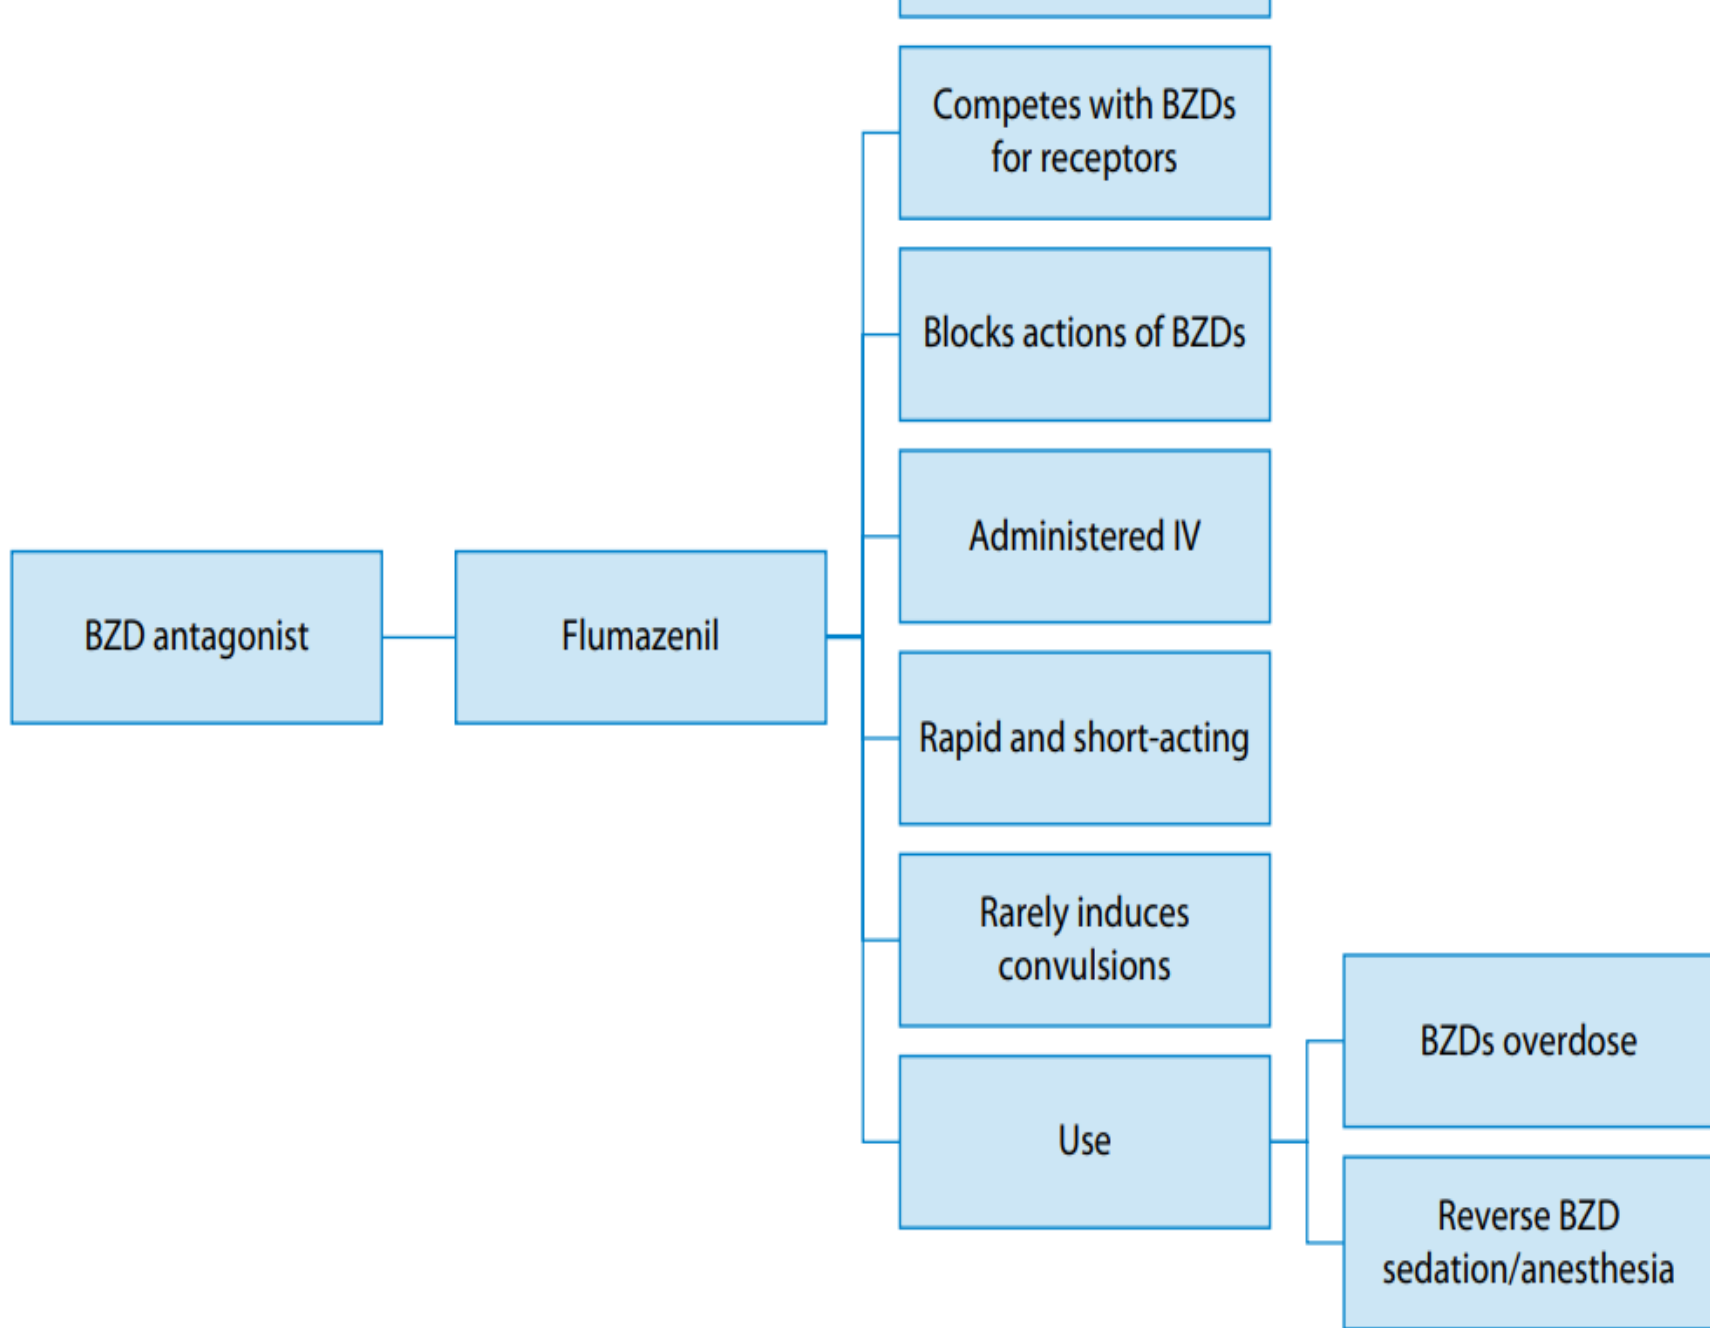 BZD antagonist
Flumazenil
Competes with BZDs
for receptors
Blocks actions of BZDs
Administered IV
Rapid and short-acting
Rarely induces
convulsions
Use
BZDs overdose
Reverse BZD
sedation/anesthesia